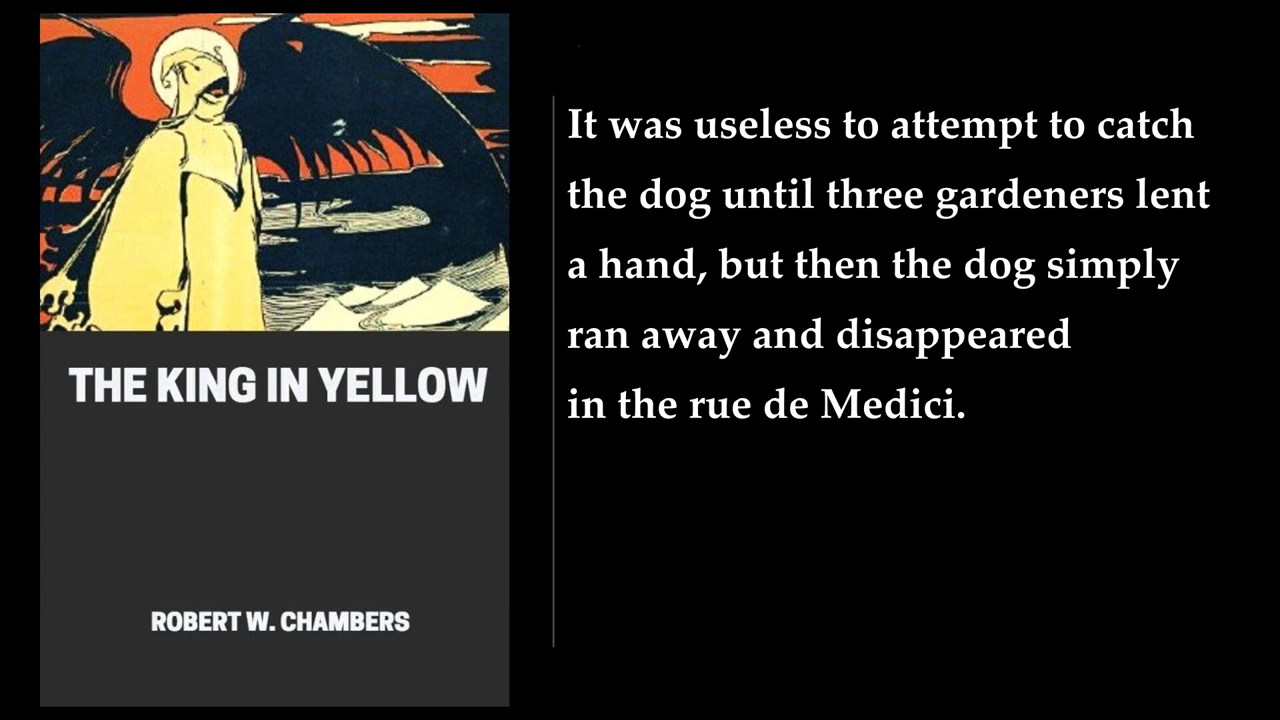 THE KING IN YELLOW
ROBERT W. CHAMBERS
It was useless to attempt to catch
the dog until three gardeners lent
a hand, but then the dog simply
ran away and disappeared
in the rue de Medici.